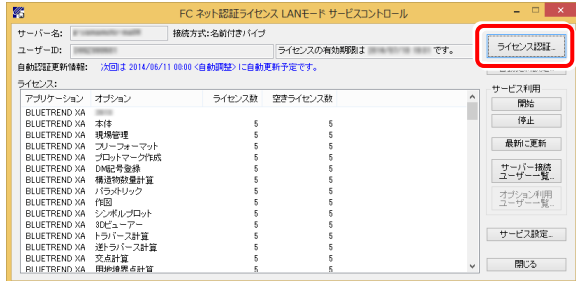 FC ネット認証ライセンス LANモード サービスコントロール
サーバー名: 接続方式:名前付きパイプ
ユーザーID: ライセンスの有効期限は です。
ライセンス認証...
自動認証更新情報: 次回は 2014/06/11 00:00 <自動調整> に自動更新予定です。
ライセンス:
アプリケーション オプション ライセンス数 空きライセンス数
BLUETREND XA
BLUETREND XA 本体 5 5
BLUETREND XA 現場管理 5 5
BLUETREND XA フリーフォーマット 5 5
BLUETREND XA プロットマーク作成 5 5
BLUETREND XA DM記号登録 5 5
BLUETREND XA 構造物数量計算 5 5
BLUETREND XA パラメトリック 5 5
BLUETREND XA 作図 5 5
BLUETREND XA シンボルプロット 5 5
BLUETREND XA 3Dビューアー 5 5
BLUETREND XA トラバース計算 5 5
BLUETREND XA 逆トラバース計算 5 5
BLUETREND XA 交点計算 5 5
BLUETREND XA 用地境界点計算 5 5
サービス利用
開始
停止
最新に更新
サーバー接続
ユーザー一覧...
オプション利用
ユーザー一覧...
サービス設定...
閉じる